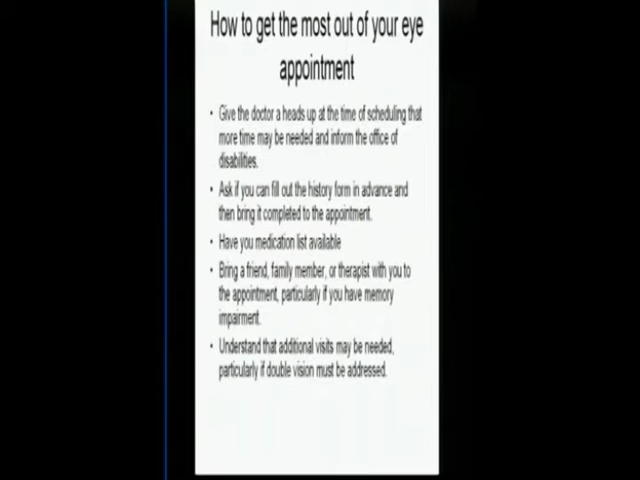 How to get the most out of your eye
appointment
• Give the doctor a heads up at the time of scheduling that
more time may be needed and inform the office of
disabilities.
• Ask if you can fill out the history form in advance and
then bring it completed to the appointment.
• Have you medication list available
• Bring a friend, family member, or therapist with you to
the appointment, particularly if you have memory
impairment.
• Understand that additional visits may be needed,
particularly if double vision must be addressed.